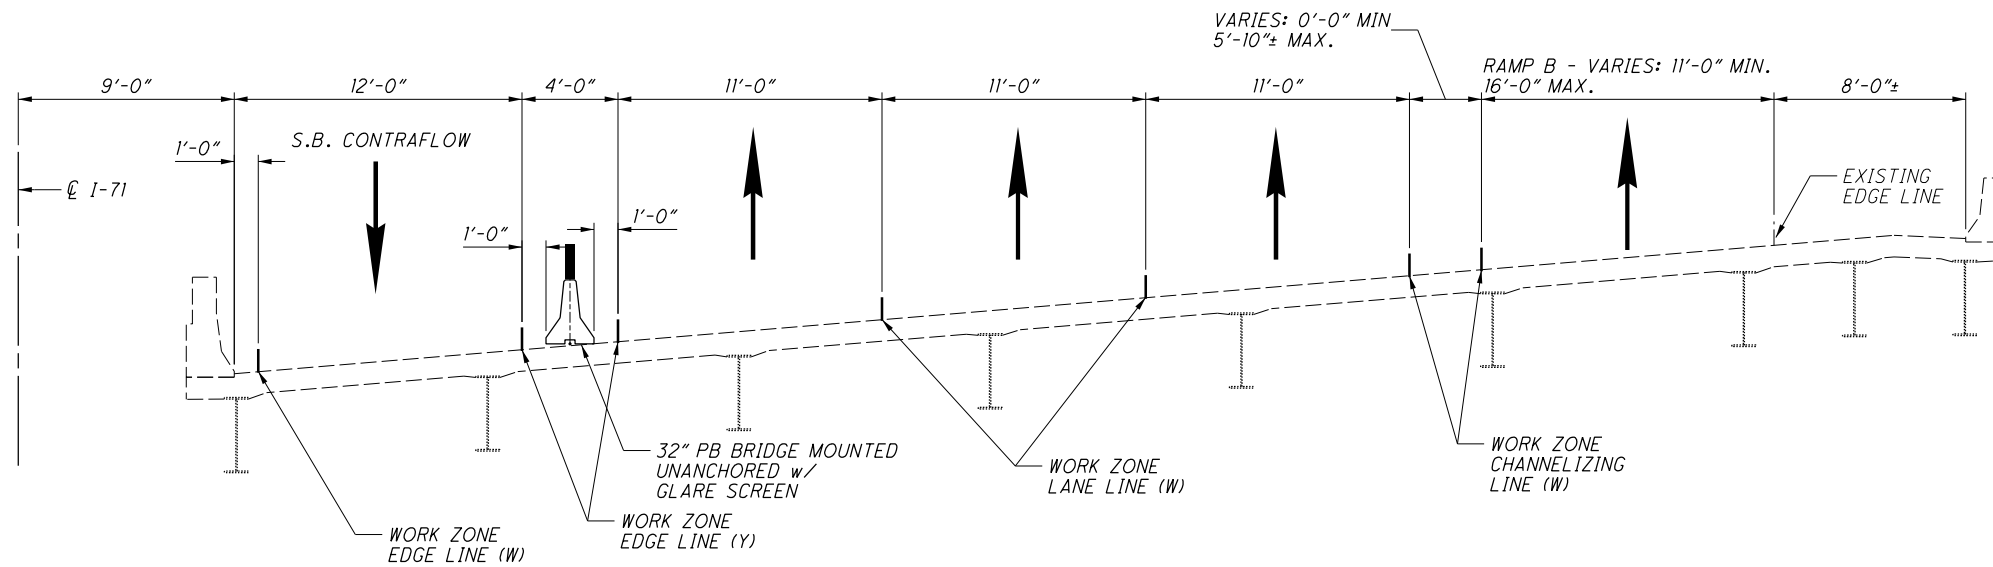 VARIES: 0'-0" MIN
5'-10"± MAX.
RAMP B - VARIES: 11'-0" MIN.
16'-0" MAX.
9'-0"
12'-0"
4'-0"
11'-0"
11'-0"
11'-0"
8'-0"±
S.B. CONTRAFLOW
1'-0"
℄ I-71
EXISTING
EDGE LINE
1'-0"
1'-0"
32" PB BRIDGE MOUNTED
UNANCHORED w/
GLARE SCREEN
WORK ZONE
LANE LINE (W)
WORK ZONE
CHANNELIZING
LINE (W)
WORK ZONE
EDGE LINE (Y)
WORK ZONE
EDGE LINE (W)